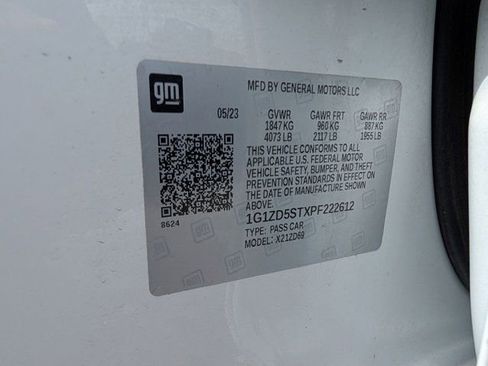 gm
MFD BY GENERAL MOTORS LLC
05/23 GVWR GAWR FRT GAWR RR
1847 KG 960 KG 887 KG
4073 LB 2117 LB 1955 LB
THIS VEHICLE CONFORMS TO ALL
APPLICABLE U.S. FEDERAL MOTOR
VEHICLE SAFETY, BUMPER, AND THEFT
PREVENTION STANDARDS IN EFFECT ON
THE DATE OF MANUFACTURE SHOWN
ABOVE.
1G1ZD5STXPF222612
8624 TYPE: PASS CAR
MODEL: X21ZD69